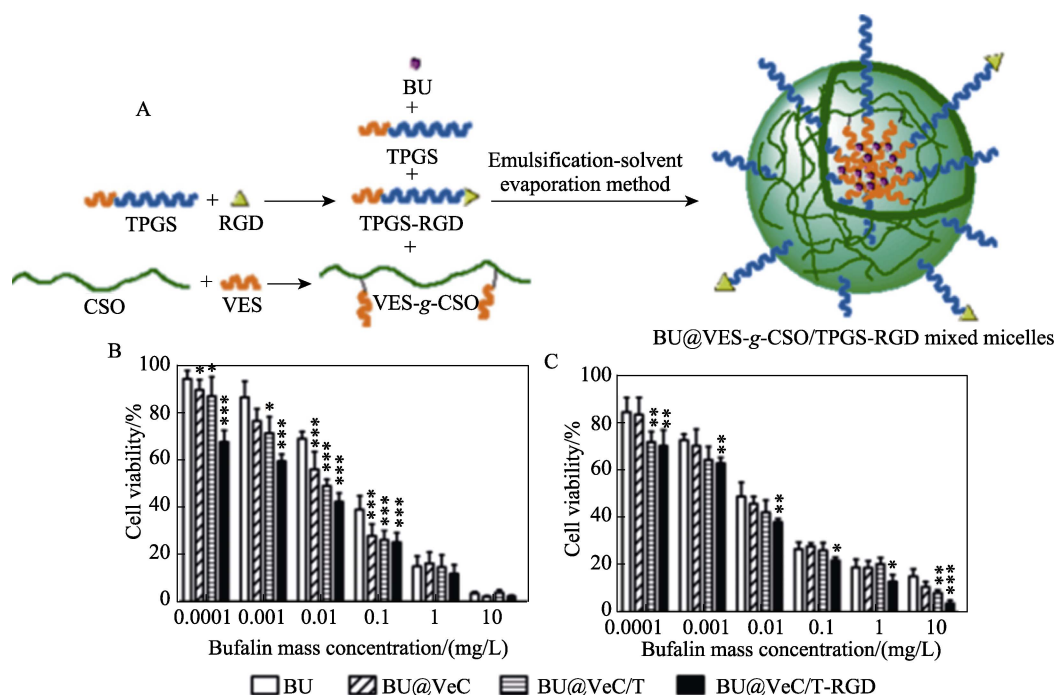 A
BU
+
TPGS
+
TPGS + RGD
TPGS-RGD
+
CSO + VES
VES-g-CSO
Emulsification-solvent
evaporation method
BU@VES-g-CSO/TPGS-RGD mixed micelles
B
Cell viability/%
100
80
60
40
20
0
* * ***
* ***
*** *** ***
*** *** ***
0.0001 0.001 0.01 0.1 1 10
Bufalin mass concentration/(mg/L)
C
Cell viability/%
100
80
60
40
20
0
** **
**
**
*
*
** ***
0.0001 0.001 0.01 0.1 1 10
Bufalin mass concentration/(mg/L)
BU BU@VeC BU@VeC/T BU@VeC/T-RGD